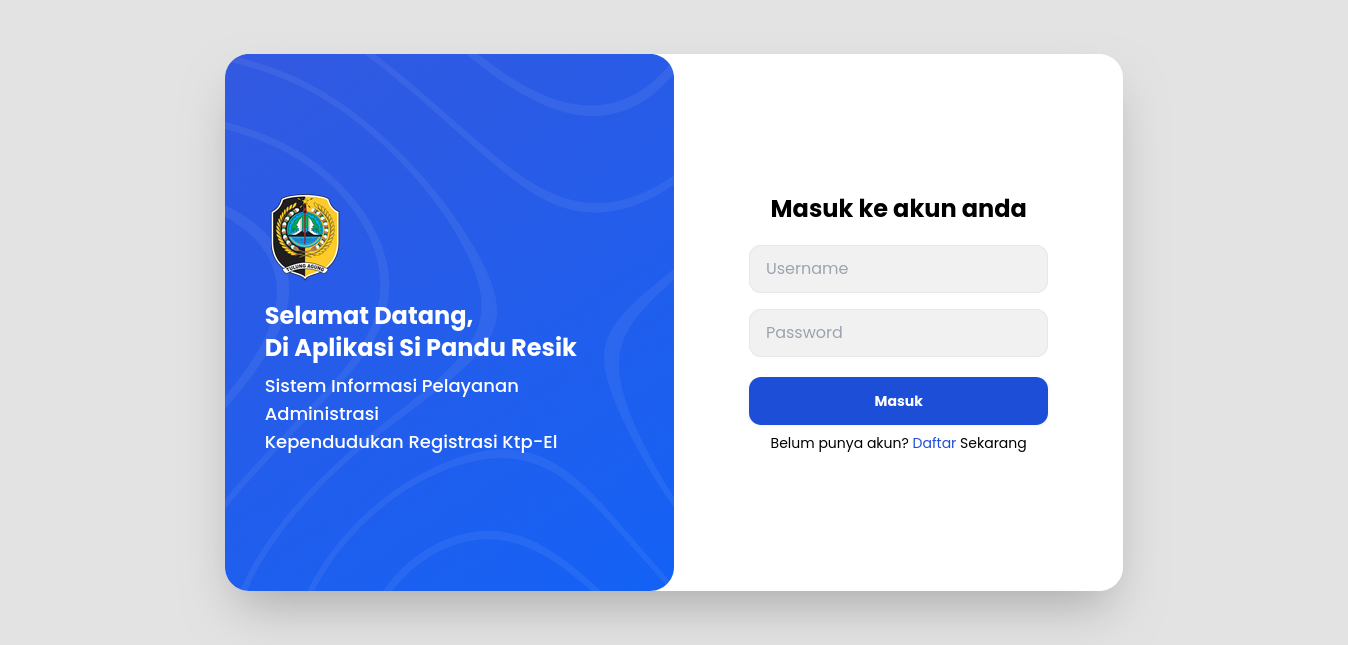 TULUNG AGUNG
Selamat Datang,
Di Aplikasi Si Pandu Resik
Sistem Informasi Pelayanan
Administrasi
Kependudukan Registrasi Ktp-El
Masuk ke akun anda
Username
Password
Masuk
Belum punya akun? Daftar Sekarang